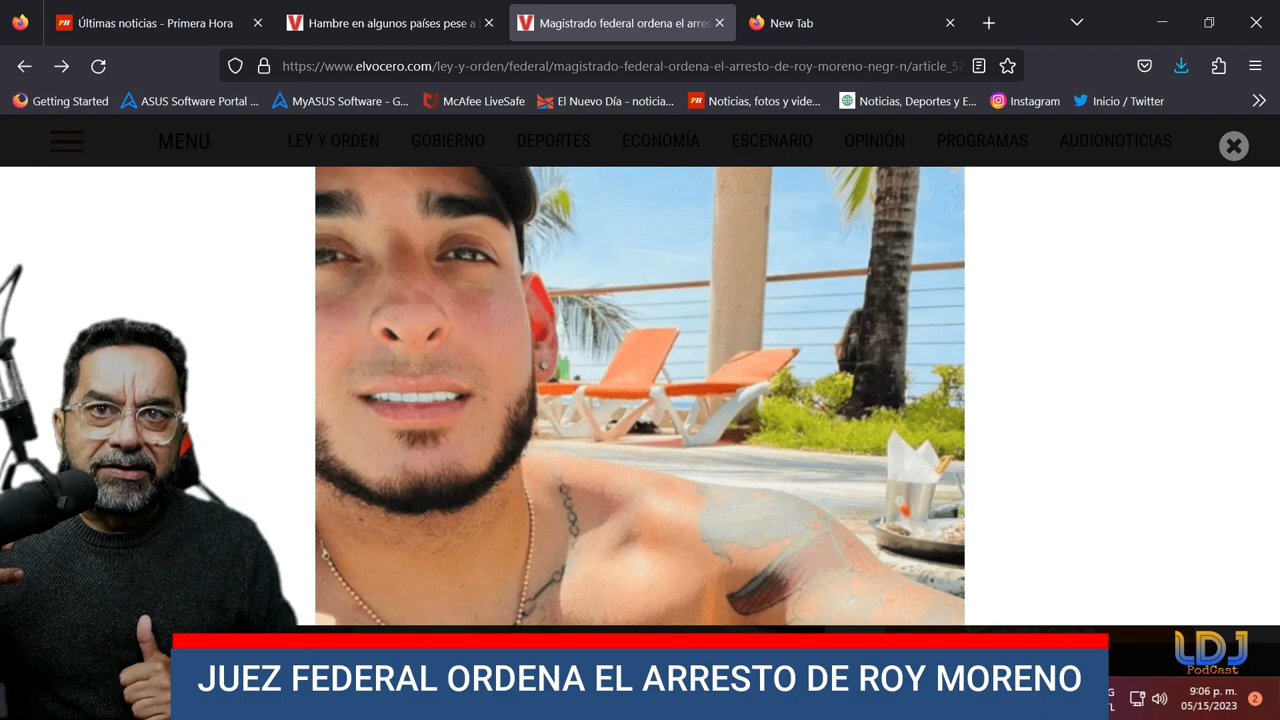 Últimas noticias - Primera Hora
Hambre en algunos países pese a
Magistrado federal ordena el arres
New Tab
https://www.elvocero.com/ley-y-orden/federal/magistrado-federal-ordena-el-arresto-de-roy-moreno-negr-n/article_5
Getting Started ASUS Software Portal ... MyASUS Software - G... McAfee LiveSafe El Nuevo Día - noticia... Noticias, fotos y vide... Noticias, Deportes y E... Instagram Inicio / Twitter
MENU LEY Y ORDEN GOBIERNO DEPORTES ECONOMÍA ESCENARIO OPINIÓN PROGRAMAS AUDIONOTICIAS
JUEZ FEDERAL ORDENA EL ARRESTO DE ROY MORENO
LDJ
PodCast
9:06 p. m.
05/15/2023
2